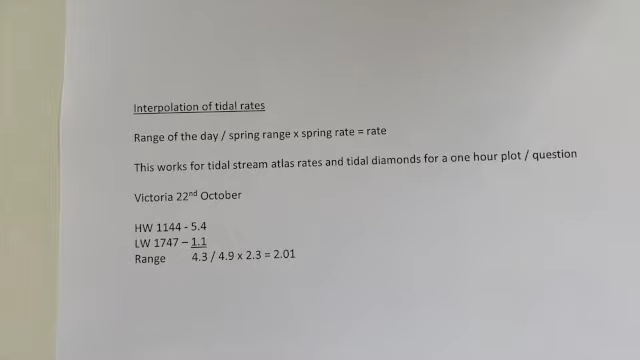 Interpolation of tidal rates
Range of the day / spring range x spring rate = rate
This works for tidal stream atlas rates and tidal diamonds for a one hour plot / question
Victoria 22nd October
HW 1144 - 5.4
LW 1747 – 1.1
Range 4.3 / 4.9 x 2.3 = 2.01